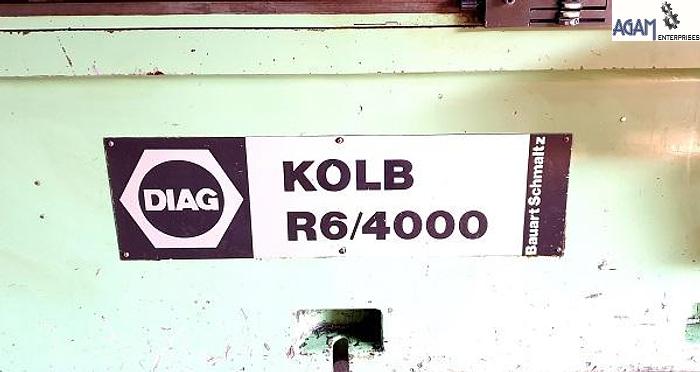 AGAM
ENTERPRISES
DIAG
KOLB
R6/4000
Bauart Schmaltz